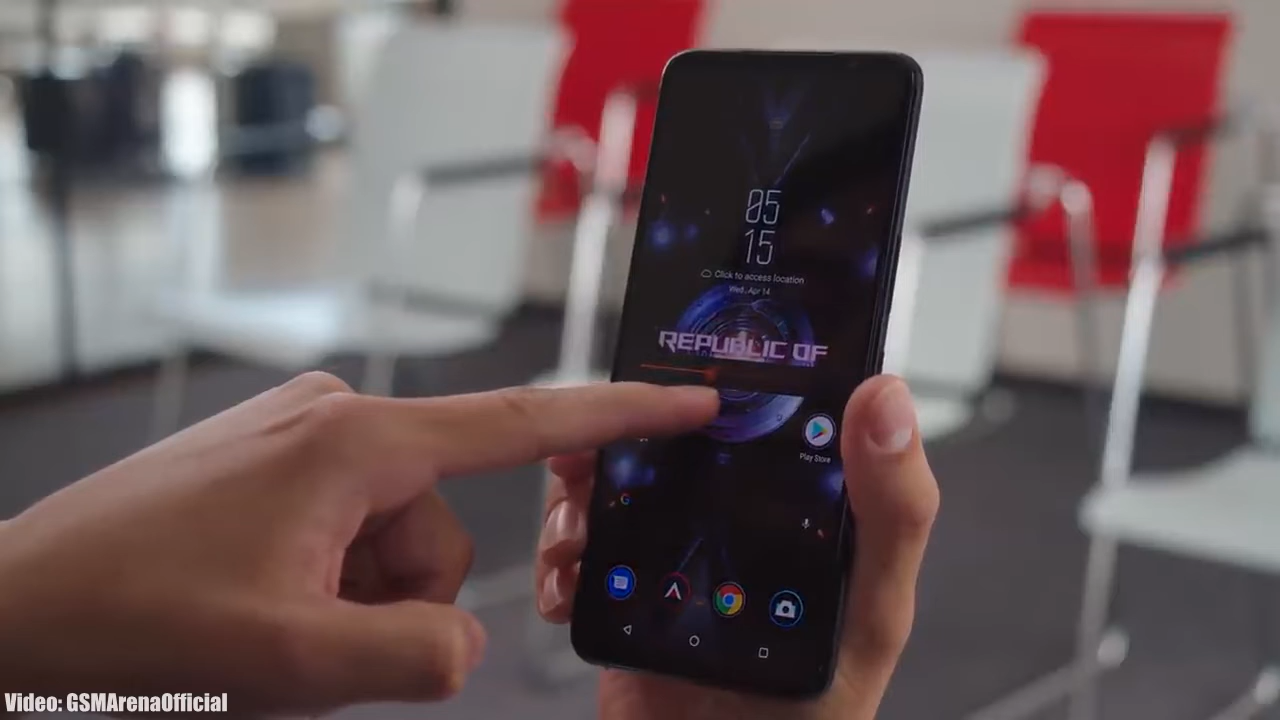 05
15
Click to access location
Wed, Apr 14
REPUBLIC OF
Play Store
G
Video: GSMArenaOfficial